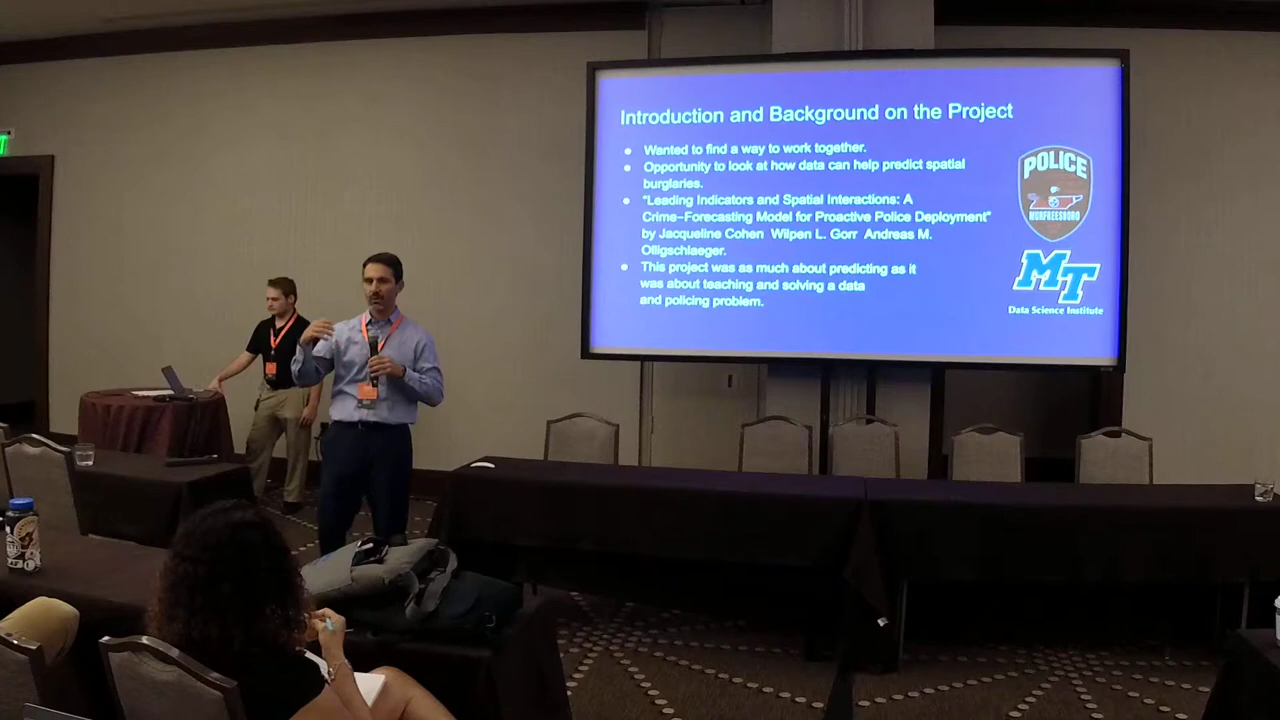 Introduction and Background on the Project
Wanted to find a way to work together.
Opportunity to look at how data can help predict spatial
burglaries.
"Leading Indicators and Spatial Interactions: A
Crime-Forecasting Model for Proactive Police Deployment"
by Jacqueline Cohen Wilpen L. Gorr Andreas M.
Olligschlaeger.
This project was as much about predicting as it
was about teaching and solving a data
and policing problem.
POLICE
MURFREESBORO
MT
Data Science Institute